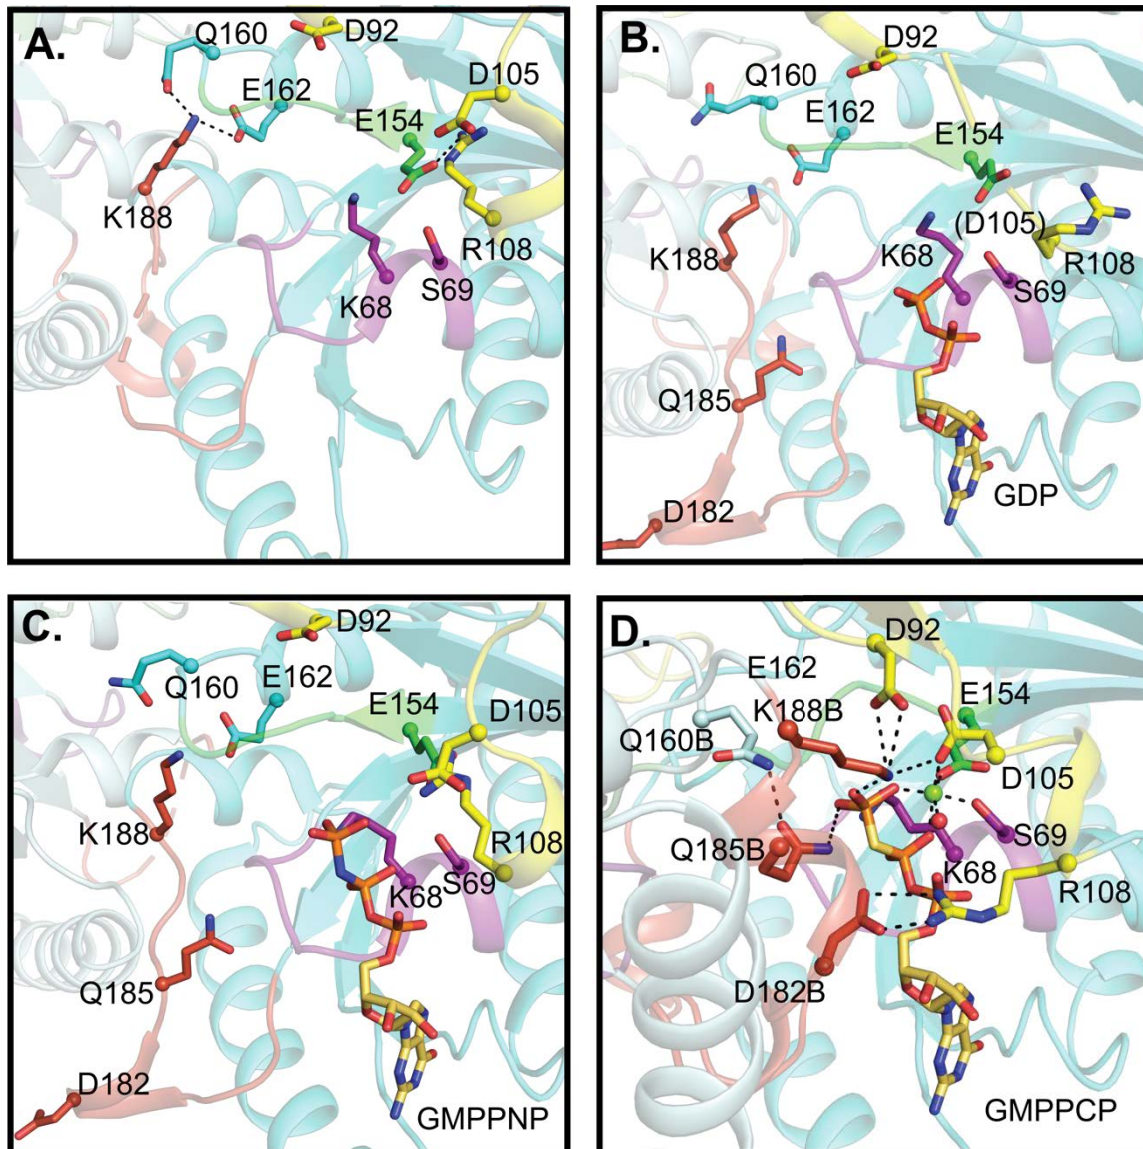 A.
Q160
D92
D105
E162
E154
K188
R108
K68
S69
B.
D92
Q160
E162
E154
(D105)
K68
K188
R108
S69
Q185
D182
GDP
C.
D92
Q160
E162
E154
D105
K188
R108
S69
K68
Q185
D182
GMPPNP
D.
D92
E162
E154
K188B
Q160B
D105
S69
Q185B
K68
R108
D182B
GMPPCP